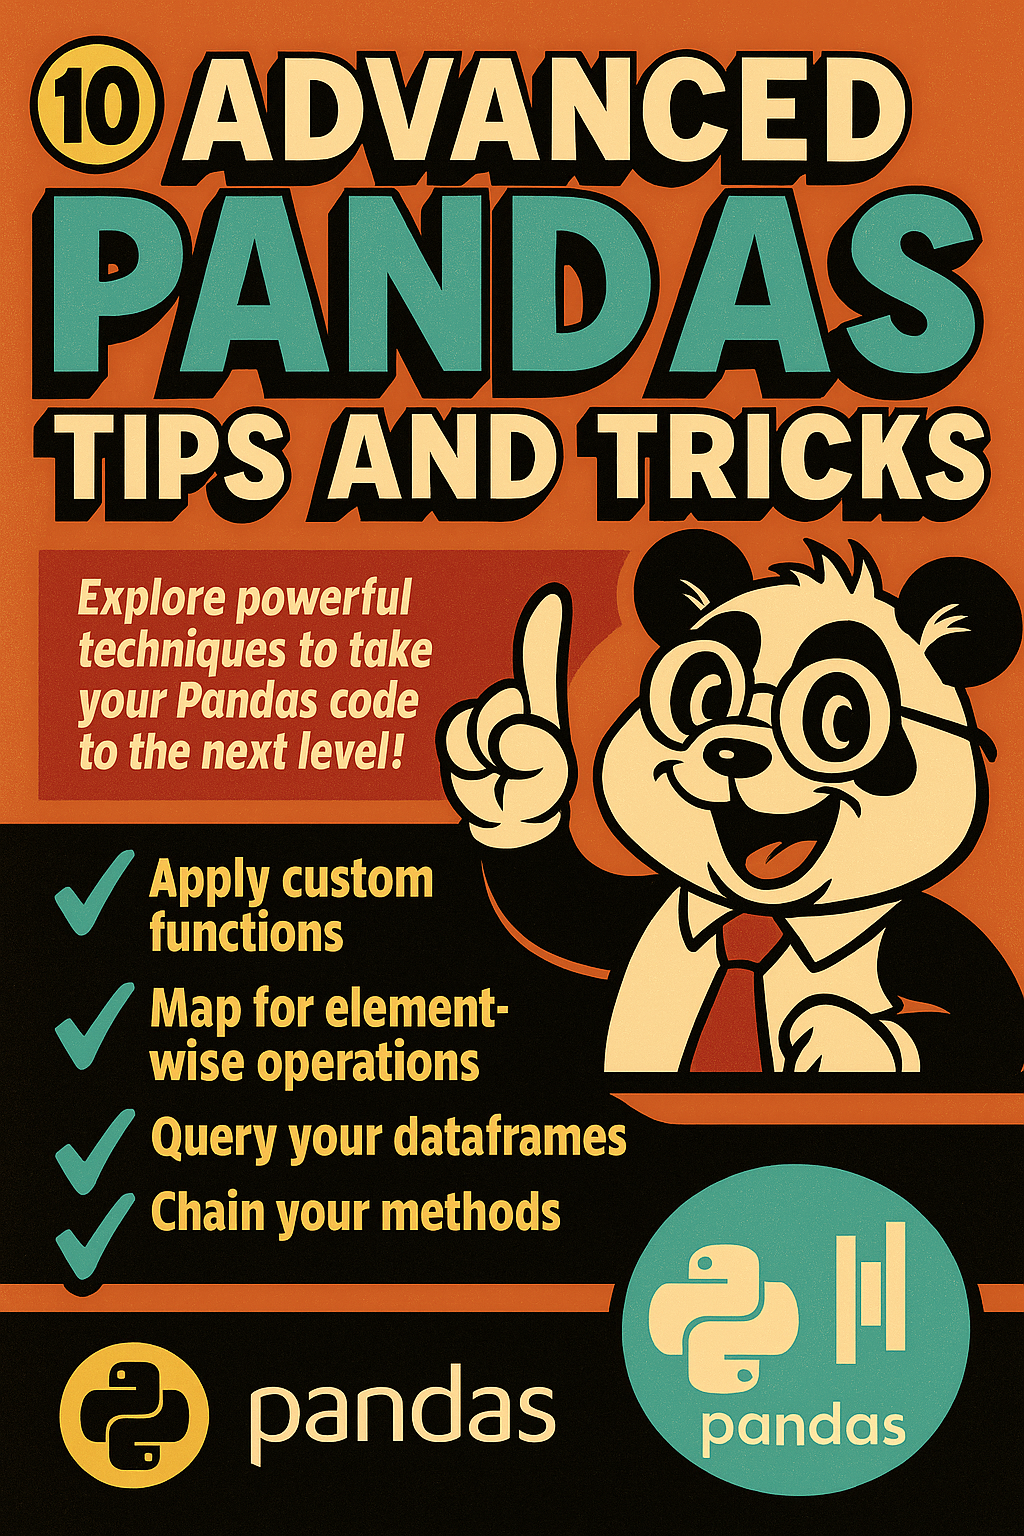 10 ADVANCED
PANDAS
TIPS AND TRICKS
Explore powerful
techniques to take
your Pandas code
to the next level!
Apply custom
functions
Map for element-
wise operations
Query your dataframes
Chain your methods
pandas
pandas